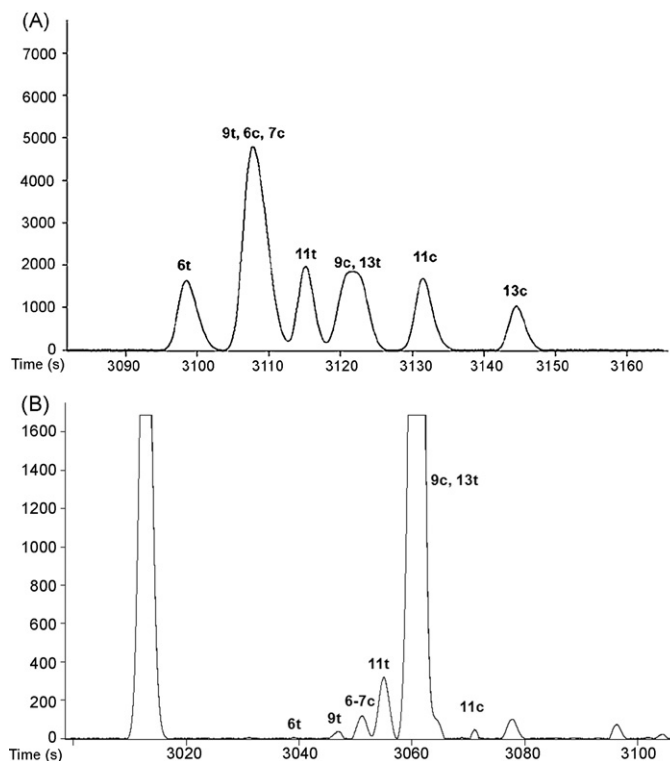 (A)
7000
6000
5000
4000
3000
2000
1000
0
9t, 6c, 7c
6t
11t
9c, 13t
11c
13c
Time (s)
3090 3100 3110 3120 3130 3140 3150 3160
(B)
1600
1400
1200
1000
800
600
400
200
0
9c, 13t
11t
6-7c
6t
9t
11c
Time (s)
3020 3040 3060 3080 3100